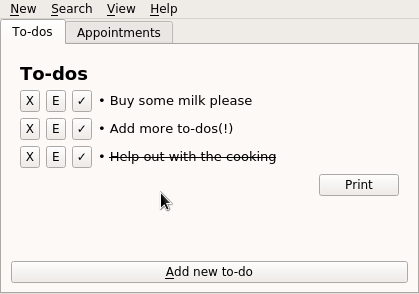 New Search View Help
To-dos Appointments
To-dos
X E ✓ • Buy some milk please
X E ✓ • Add more to-dos(!)
X E ✓ • Help out with the cooking
Print
Add new to-do